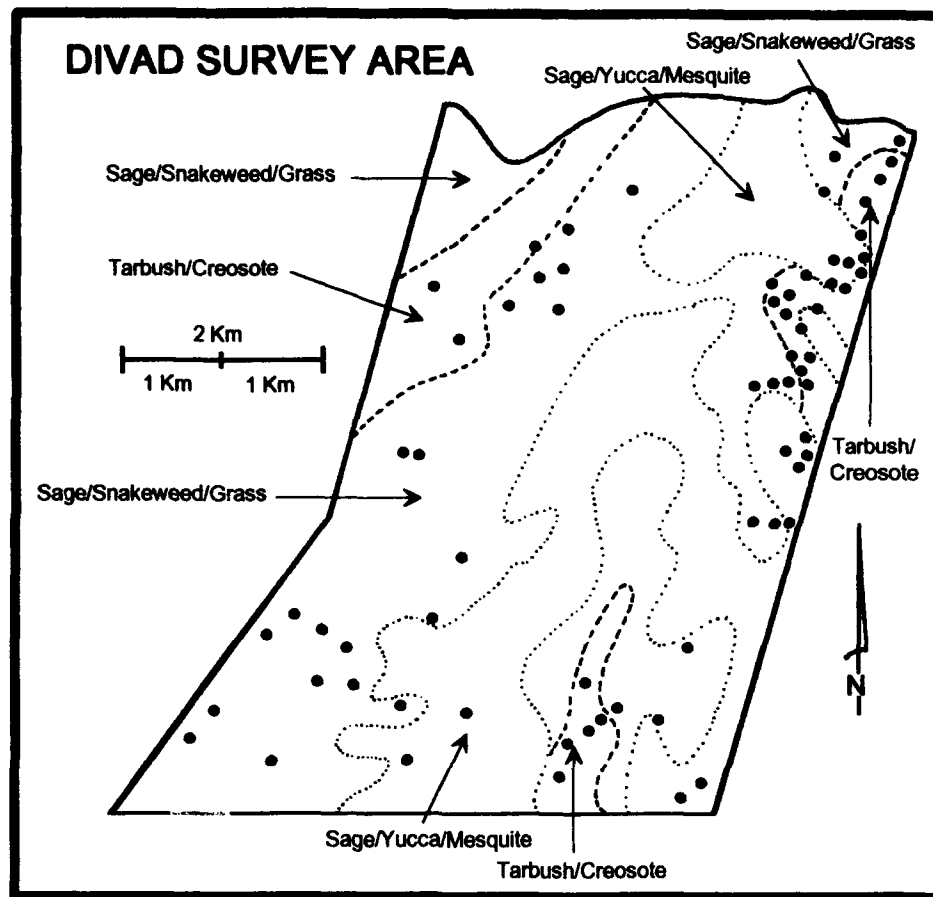 DIVAD SURVEY AREA
Sage/Snakeweed/Grass
Sage/Yucca/Mesquite
Sage/Snakeweed/Grass
Tarbush/Creosote
2 Km
1 Km 1 Km
Tarbush/
Creosote
Sage/Snakeweed/Grass
N
Sage/Yucca/Mesquite
Tarbush/Creosote